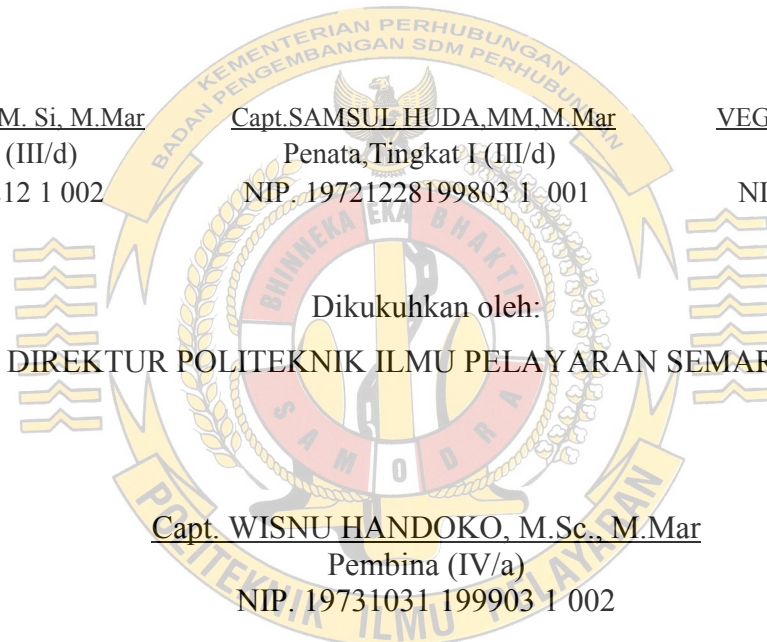 KEMENTERIAN PERHUBUNGAN
BADAN PENGEMBANGAN SDM PERHUBUNGAN
M. Si, M.Mar Capt.SAMSUL HUDA,MM,M.Mar VEG
(III/d) Penata,Tingkat I (III/d)
212 1 002 NIP. 19721228199803 1 001 NI
BHINNEKA EKA BHAKTI
Dikukuhkan oleh:
DIREKTUR POLITEKNIK ILMU PELAYARAN SEMAR
SAMODRA
Capt. WISNU HANDOKO, M.Sc., M.Mar
Pembina (IV/a)
NIP. 19731031 199903 1 002
POLITEKNIK ILMU PELAYARAN